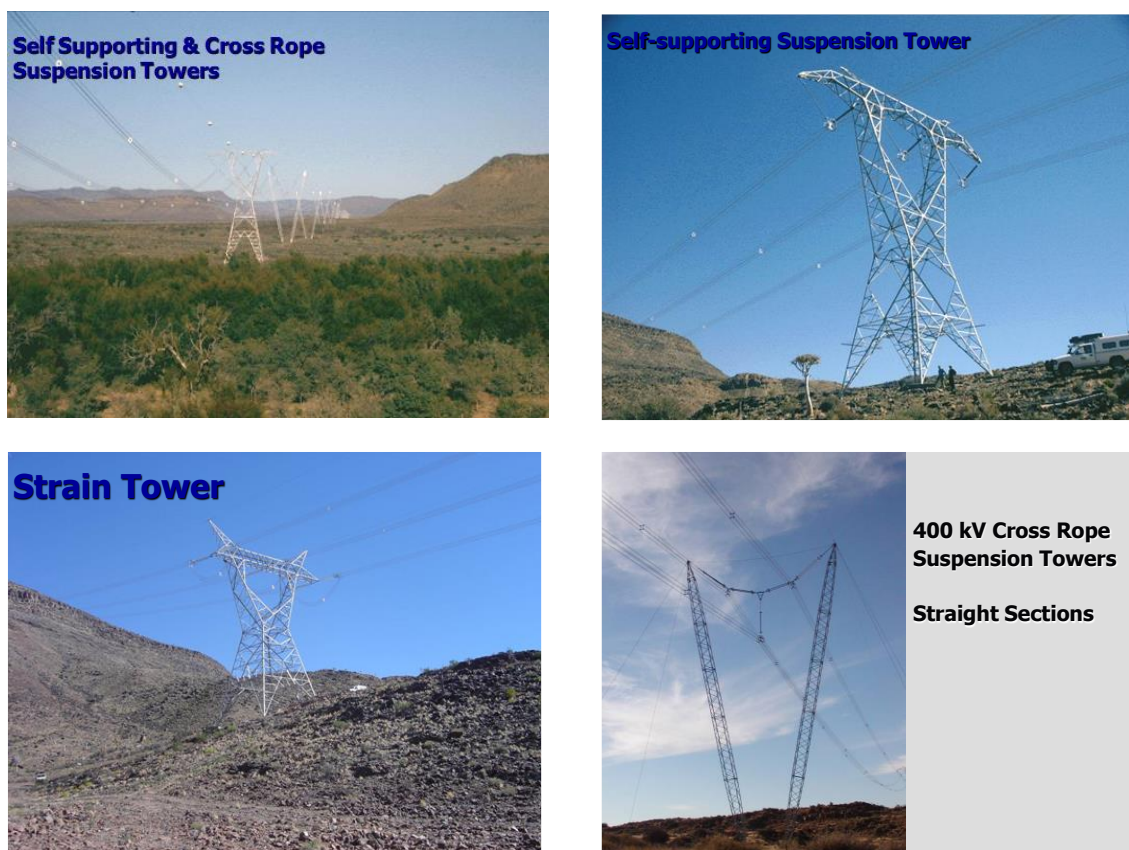 Self Supporting & Cross Rope
Suspension Towers
Self-supporting Suspension Tower
Strain Tower
400 kV Cross Rope
Suspension Towers
Straight Sections